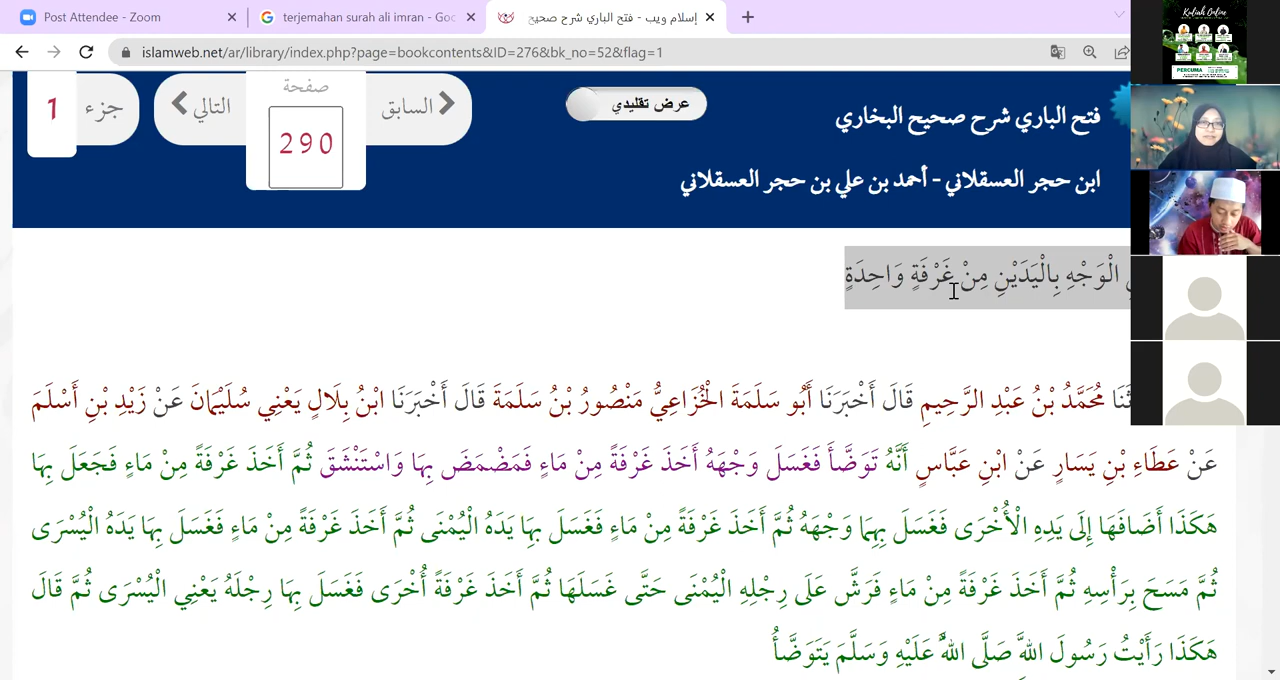 Post Attendee - Zoom
terjemahan surah ali imran - Goo
إسلام ويب - فتح الباري شرح صحيح
islamweb.net/ar/library/index.php
page=bookcontents&
276&bk_no=52&flag=1
Kuliah Online
PERCUMA
صفحة
جزء
1
التالي
290
السابق
عرض تقليدي
فتح الباري شرح صحيح البخاري
ابن حجر العسقلاني - أحمد بن علي بن حجر العسقلاني
الْوَجْهِ بِالْيَدَيْنِ مِنْ غَرْفَةٍ وَاحِدَةٍ
مُحَمَّدُ بْنُ عَبْدِ الرَّحِيمِ قَالَ أَخْبَرَنَا أَبُو سَلَمَةَ الْخُزَاعِيُّ مَنْصُورُ بْنُ سَلَمَةَ قَالَ أَخْبَرَنَا ابْنُ بِلَالٍ يَعْنِي سُلَيْمَانَ عَنْ زَيْدِ بْنِ أَسْلَمَ
عَنْ عَطَاءِ بْنِ يَسَارٍ عَنْ ابْنِ عَبَّاسٍ أَنَّهُ تَوَضَّأَ فَغَسَلَ وَجْهَهُ أَخَذَ غَرْفَةً مِنْ مَاءٍ فَمَضْمَضَ بِهَا وَاسْتَنْشَقَ ثُمَّ أَخَذَ غَرْفَةً مِنْ مَاءٍ فَجَعَلَ بِهَا
هَكَذَا أَضَافَهَا إِلَى يَدِهِ الْأُخْرَى فَغَسَلَ بِهِمَا وَجْهَهُ ثُمَّ أَخَذَ غَرْفَةً مِنْ مَاءٍ فَغَسَلَ بِهَا يَدَهُ الْيُمْنَى ثُمَّ أَخَذَ غَرْفَةً مِنْ مَاءٍ فَغَسَلَ بِهَا يَدَهُ الْيُسْرَى
ثُمَّ مَسَحَ بِرَأْسِهِ ثُمَّ أَخَذَ غَرْفَةً مِنْ مَاءٍ فَرَشَّ عَلَى رِجْلِهِ الْيُمْنَى حَتَّى غَسَلَهَا ثُمَّ أَخَذَ غَرْفَةً أُخْرَى فَغَسَلَ بِهَا رِجْلَهُ يَعْنِي الْيُسْرَى ثُمَّ قَالَ
هَكَذَا رَأَيْتُ رَسُولَ اللَّهِ صَلَّى اللَّهُ عَلَيْهِ وَسَلَّمَ يَتَوَضَّأُ